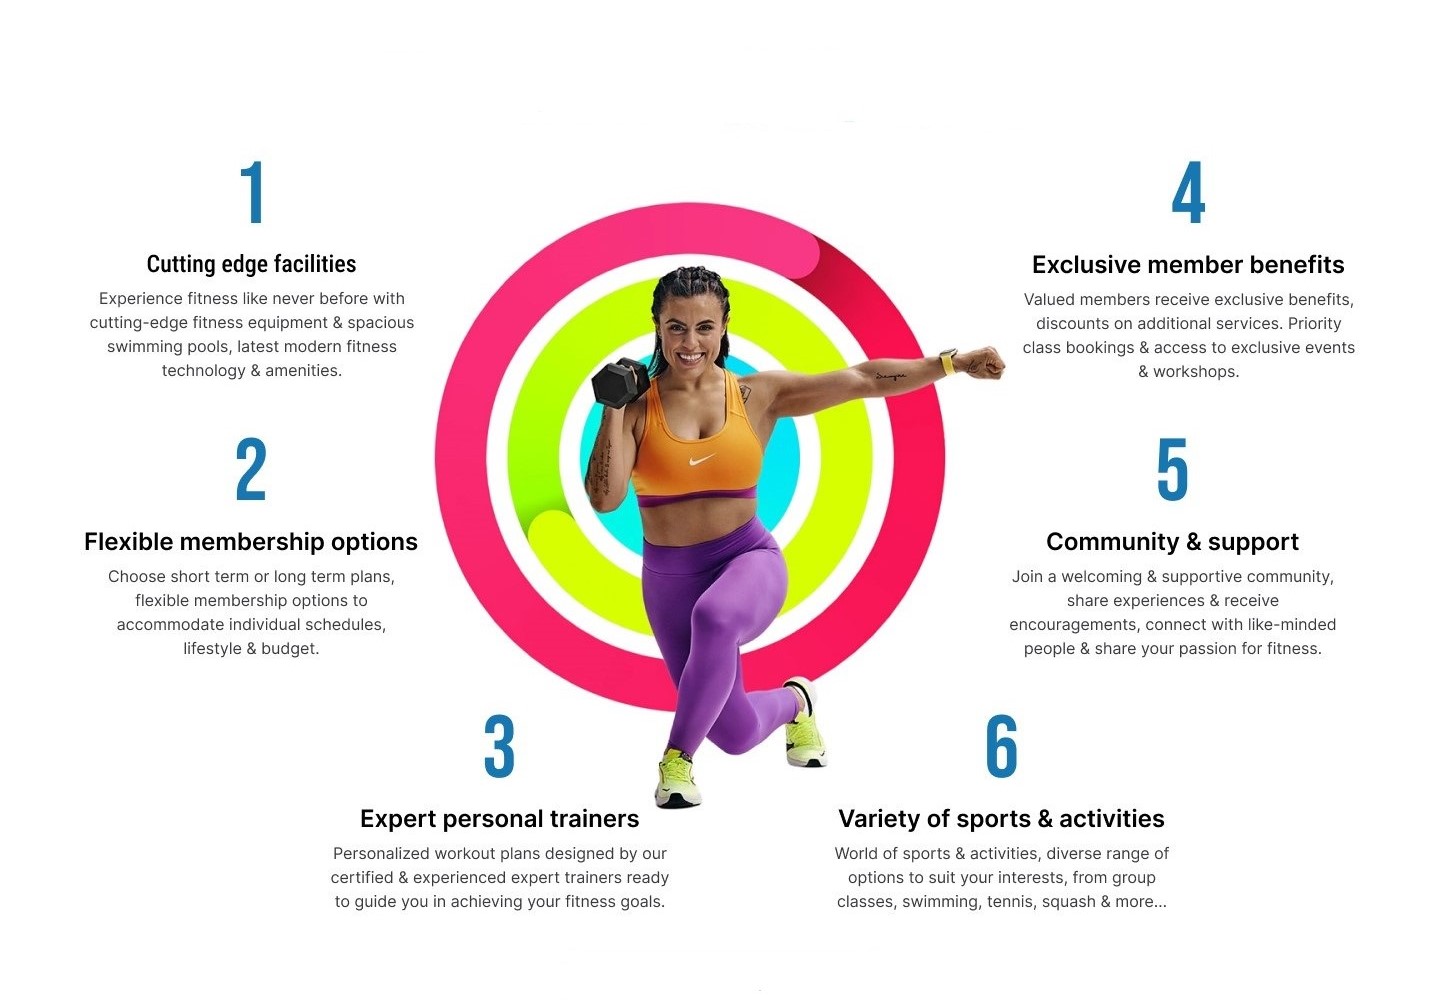 1
Cutting edge facilities
Experience fitness like never before with
cutting-edge fitness equipment & spacious
swimming pools, latest modern fitness
technology & amenities.
2
Flexible membership options
Choose short term or long term plans,
flexible membership options to
accommodate individual schedules,
lifestyle & budget.
3
Expert personal trainers
Personalized workout plans designed by our
certified & experienced expert trainers ready
to guide you in achieving your fitness goals.
4
Exclusive member benefits
Valued members receive exclusive benefits,
discounts on additional services. Priority
class bookings & access to exclusive events
& workshops.
5
Community & support
Join a welcoming & supportive community,
share experiences & receive
encouragements, connect with like-minded
people & share your passion for fitness.
6
Variety of sports & activities
World of sports & activities, diverse range of
options to suit your interests, from group
classes, swimming, tennis, squash & more...